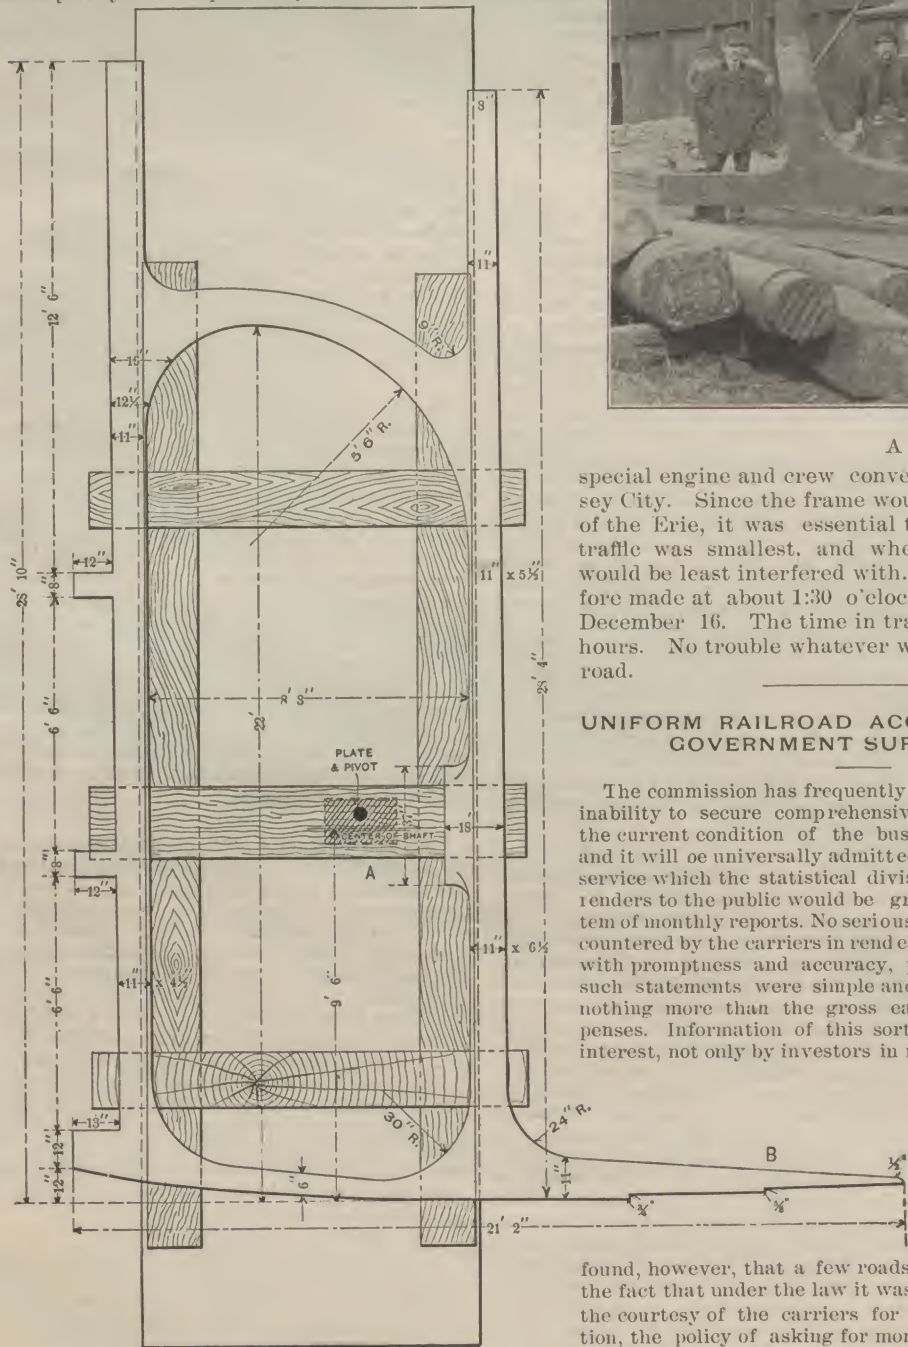 8"
11"
12' 6"
6" R.
16"
12½"
11"
5' 6" R.
A
special engine and crew conve
sey City. Since the frame wou
of the Erie, it was essential t
traffic was smallest, and whe
would be least interfered with.
fore made at about 1:30 o'cloc
December 16. The time in tra
hours. No trouble whatever w
road.
12"
8"
10"
11" x 5½"
6' 6"
8' 3"
23'
4"
UNIFORM RAILROAD ACC
GOVERNMENT SUP
PLATE
& PIVOT
CENTER OF SHAFT
18"
A
8"
12"
The commission has frequently
inability to secure comprehensiv
the current condition of the bus
and it will oe universally admitte
service which the statistical divis
renders to the public would be gr
tem of monthly reports. No serious
countered by the carriers in rende
with promptness and accuracy,
such statements were simple and
nothing more than the gross ea
penses. Information of this sort
interest, not only by investors in
11" x 4½"
11" x 6½
6' 6"
9' 6"
30" R.
24" R.
13"
12"
12"
6"
11"
B
½"
21' 2"
found, however, that a few roads
the fact that under the law it was
the courtesy of the carriers for
tion, the policy of asking for mor